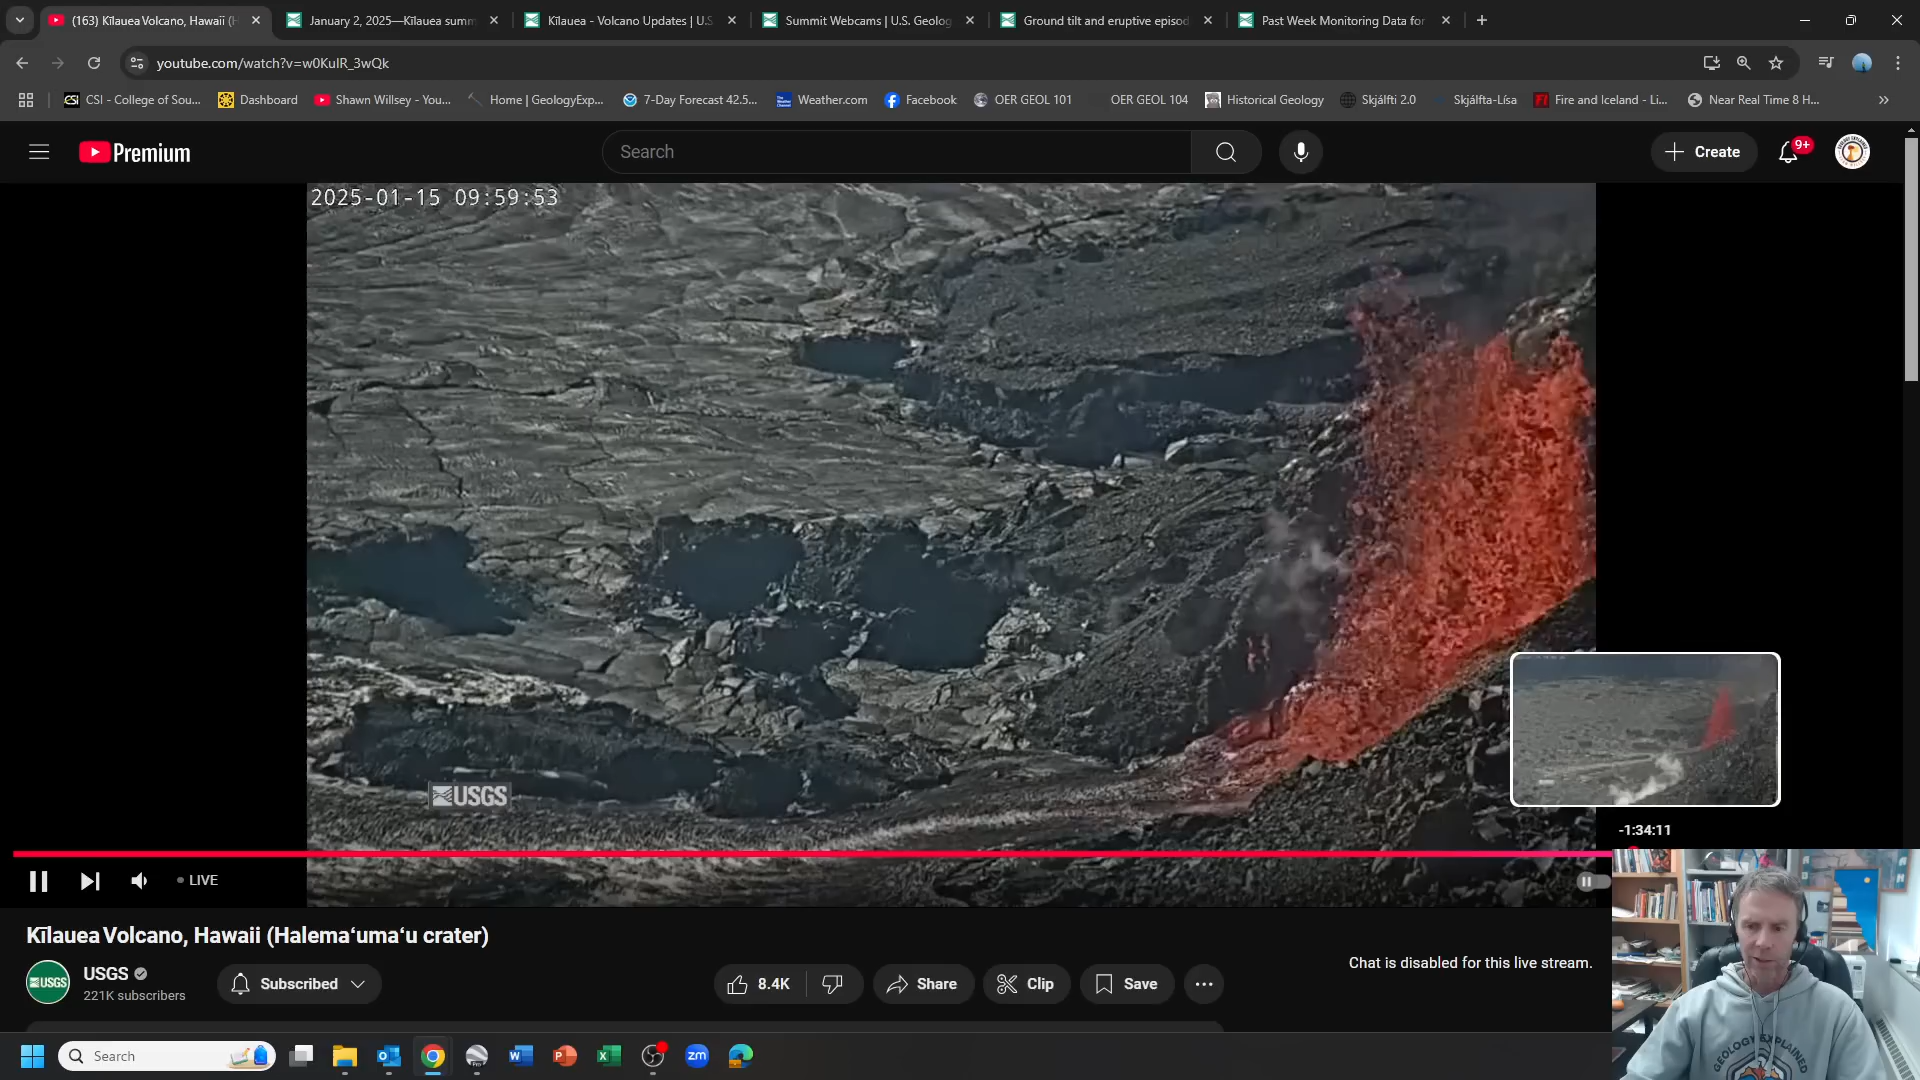 (163) Kīlauea Volcano, Hawaii (H
January 2, 2025—Kīlauea summ
Kīlauea - Volcano Updates | U.S
Summit Webcams | U.S. Geolog
Ground tilt and eruptive episod
Past Week Monitoring Data for
youtube.com/watch?v=w0KulR_3wQk
CSI - College of Sou...
Dashboard
Shawn Willsey - You...
Home | GeologyExp...
7-Day Forecast 42.5...
Weather.com
Facebook
OER GEOL 101
OER GEOL 104
Historical Geology
Skjálfti 2.0
Skjálfta-Lísa
Fire and Iceland - Li...
Near Real Time 8 H...
Premium
Search
Create
9+
2025-01-15 09:59:53
USGS
-1:34:11
LIVE
Kīlauea Volcano, Hawaii (Halemaʻumaʻu crater)
USGS
USGS
221K subscribers
Subscribed
8.4K
Share
Clip
Save
Chat is disabled for this live stream.
Search
zm
GEOLOGY EXPLAINED